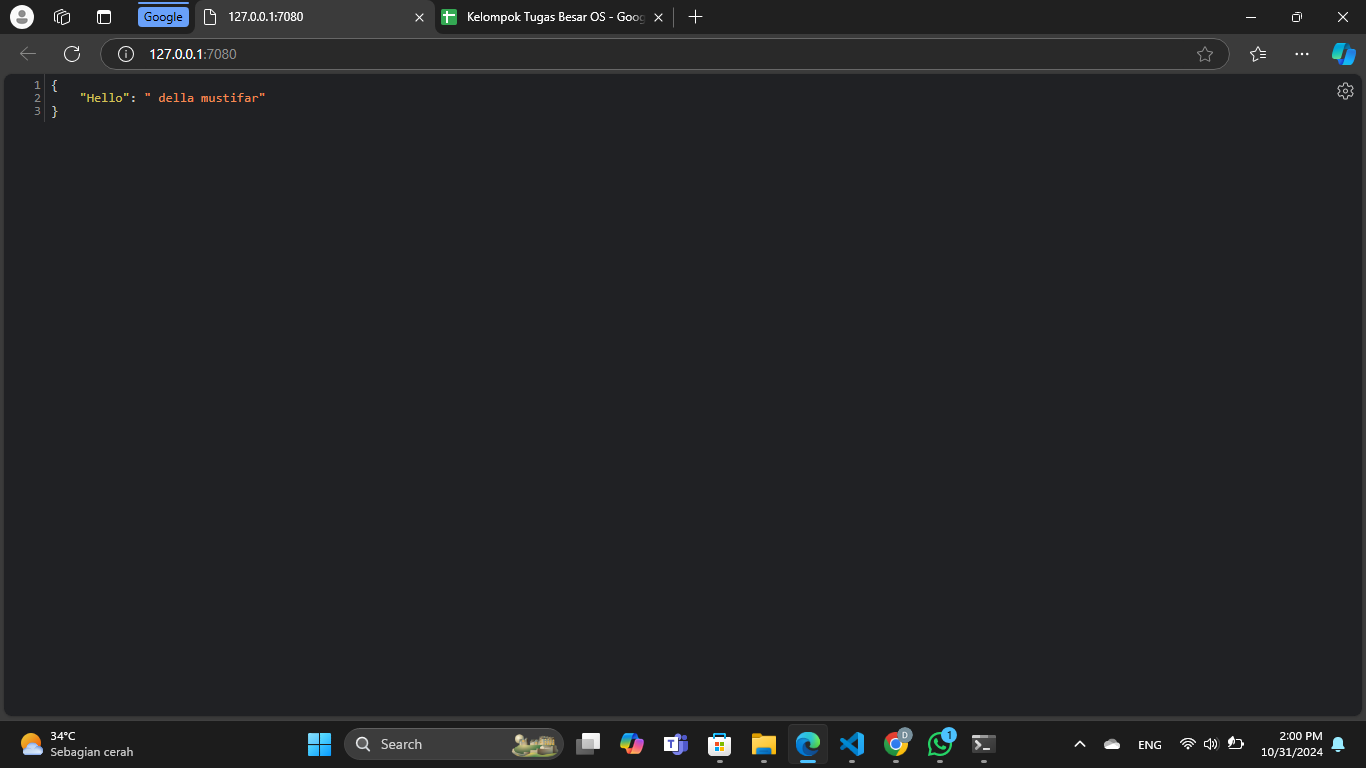 Google
127.0.0.1:7080
Kelompok Tugas Besar OS - Goog
127.0.0.1:7080
1 {
2 "Hello": " della mustifar"
3 }
34°C
Sebagian cerah
Search
D
1
ENG
2:00 PM
10/31/2024